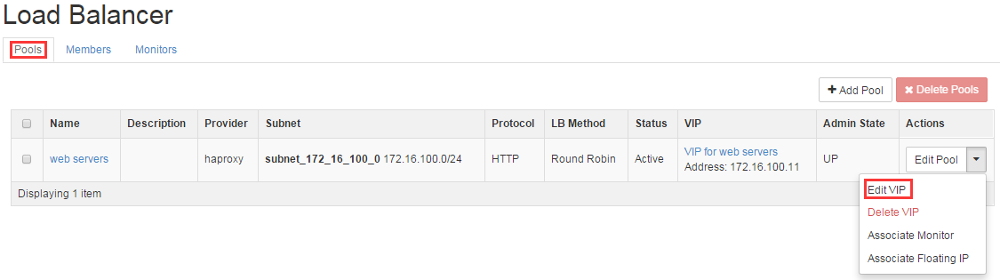 Load Balancer
Pools Members Monitors
+ Add Pool ✖ Delete Pools
Name Description Provider Subnet Protocol LB Method Status VIP Admin State Actions
web servers haproxy subnet_172_16_100_0 172.16.100.0/24 HTTP Round Robin Active VIP for web servers UP Edit Pool
Address: 172.16.100.11
Displaying 1 item
Edit VIP
Delete VIP
Associate Monitor
Associate Floating IP